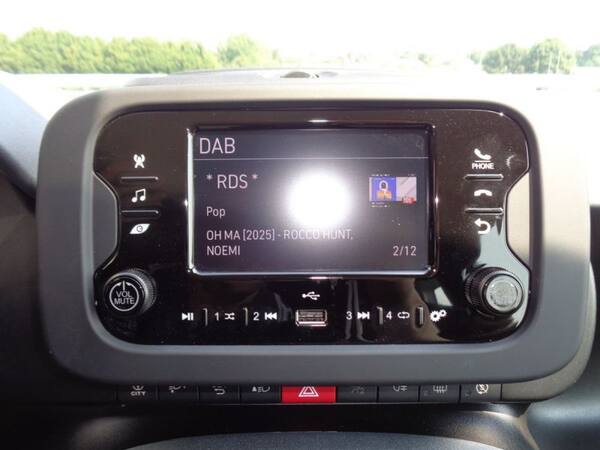 DAB
* RDS *
Pop
OH MA [2025] - ROCCO HUNT,
NOEMI
2/12
PHONE
VOL
MUTE
1 2 3 4
CITY